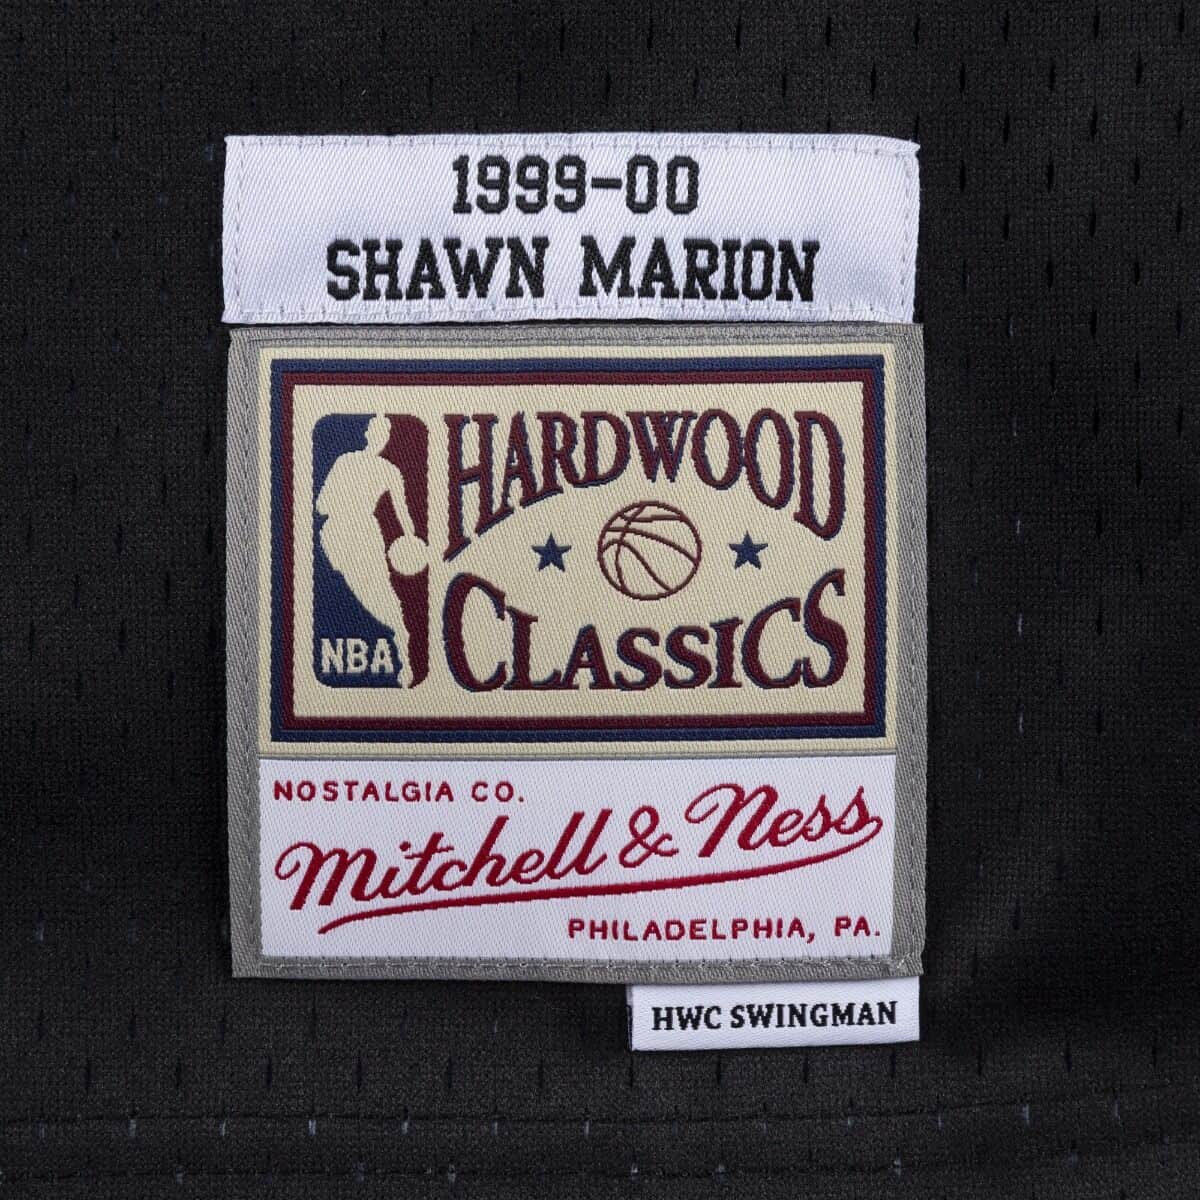 1999-00
SHAWN MARION
HARDWOOD
CLASSICS
NBA
NOSTALGIA CO.
Mitchell & Ness
PHILADELPHIA, PA.
HWC SWINGMAN